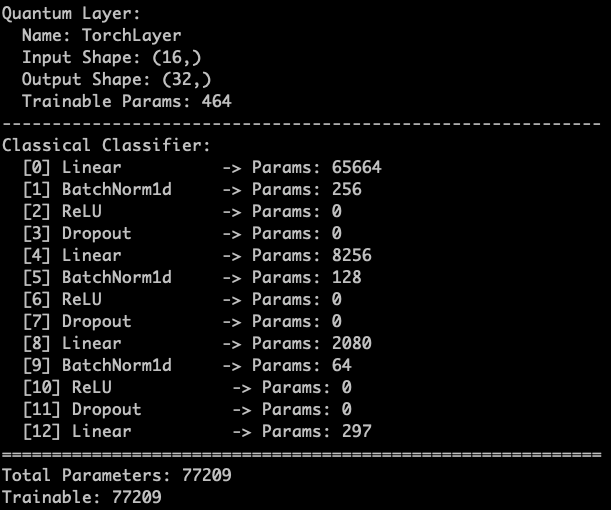 Quantum Layer:
  Name: TorchLayer
  Input Shape: (16,)
  Output Shape: (32,)
  Trainable Params: 464
------------------------------------------------------------
Classical Classifier:
  [0] Linear          -> Params: 65664
  [1] BatchNorm1d     -> Params: 256
  [2] ReLU            -> Params: 0
  [3] Dropout         -> Params: 0
  [4] Linear          -> Params: 8256
  [5] BatchNorm1d     -> Params: 128
  [6] ReLU            -> Params: 0
  [7] Dropout         -> Params: 0
  [8] Linear          -> Params: 2080
  [9] BatchNorm1d     -> Params: 64
  [10] ReLU            -> Params: 0
  [11] Dropout         -> Params: 0
  [12] Linear          -> Params: 297
============================================================
Total Parameters: 77209
Trainable: 77209